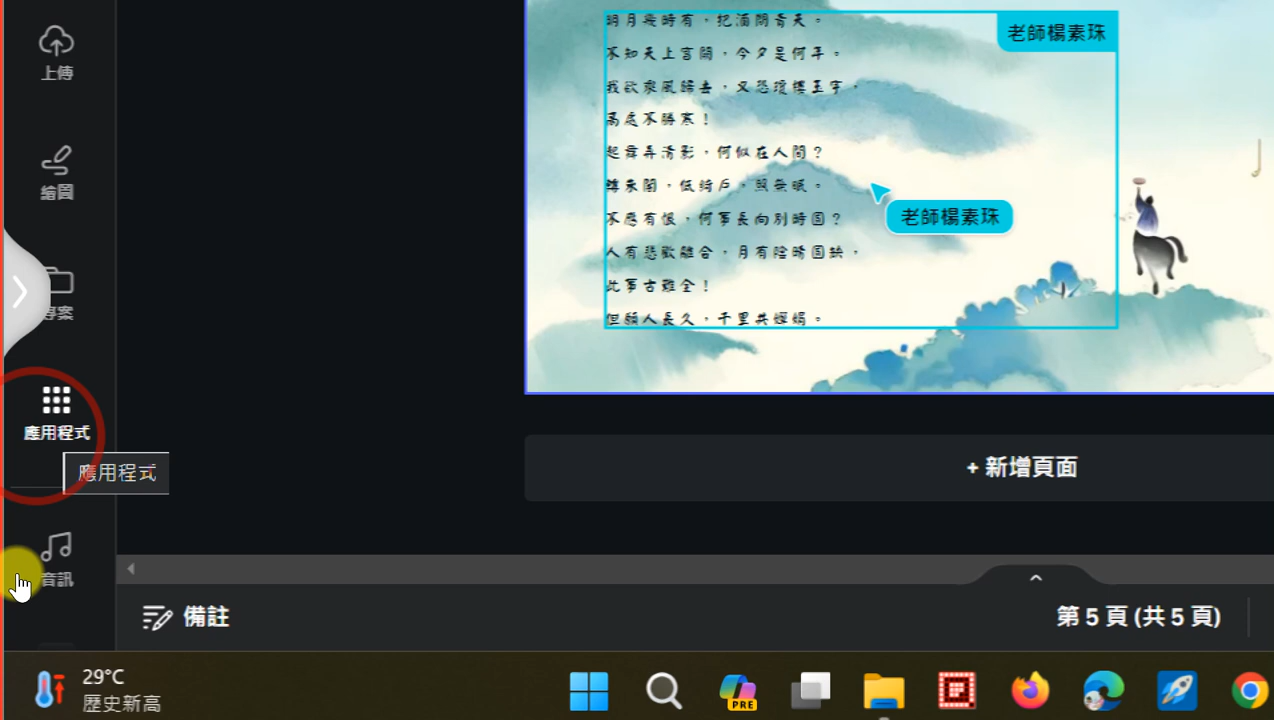 上傳
繪圖
專案
應用程式
應用程式
音訊
明月幾時有，把酒問青天。
老師楊素珠
不知天上宮闕，今夕是何年。
我欲乘風歸去，又恐瓊樓玉宇，
高處不勝寒！
起舞弄清影，何似在人間？
轉朱閣，低綺戶，照無眠。
老師楊素珠
不應有恨，何事長向別時圓？
人有悲歡離合，月有陰晴圓缺，
此事古難全！
但願人長久，千里共嬋娟。
+ 新增頁面
備註
第 5 頁 (共 5 頁)
29°C
歷史新高
PRE